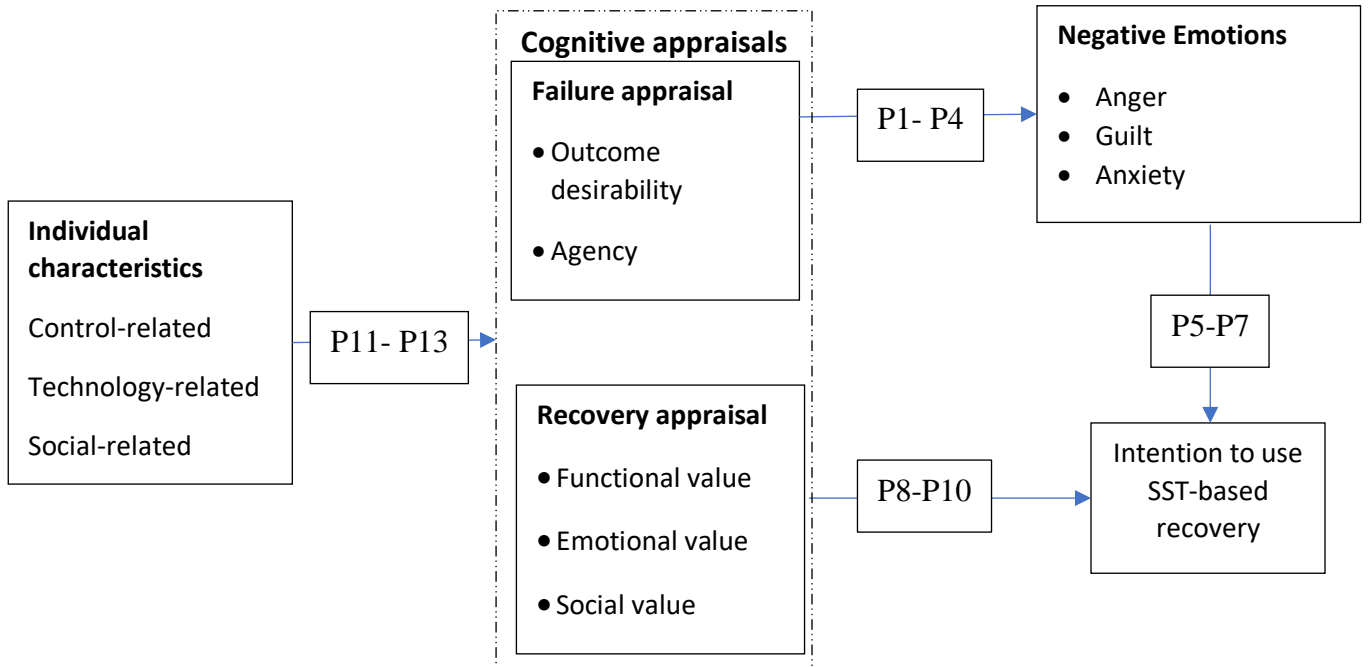 Individual
characteristics
Control-related
Technology-related
Social-related
P11- P13
Cognitive appraisals
Failure appraisal
• Outcome
desirability
• Agency
Recovery appraisal
• Functional value
• Emotional value
• Social value
P1- P4
P8-P10
Negative Emotions
• Anger
• Guilt
• Anxiety
P5-P7
Intention to use
SST-based
recovery